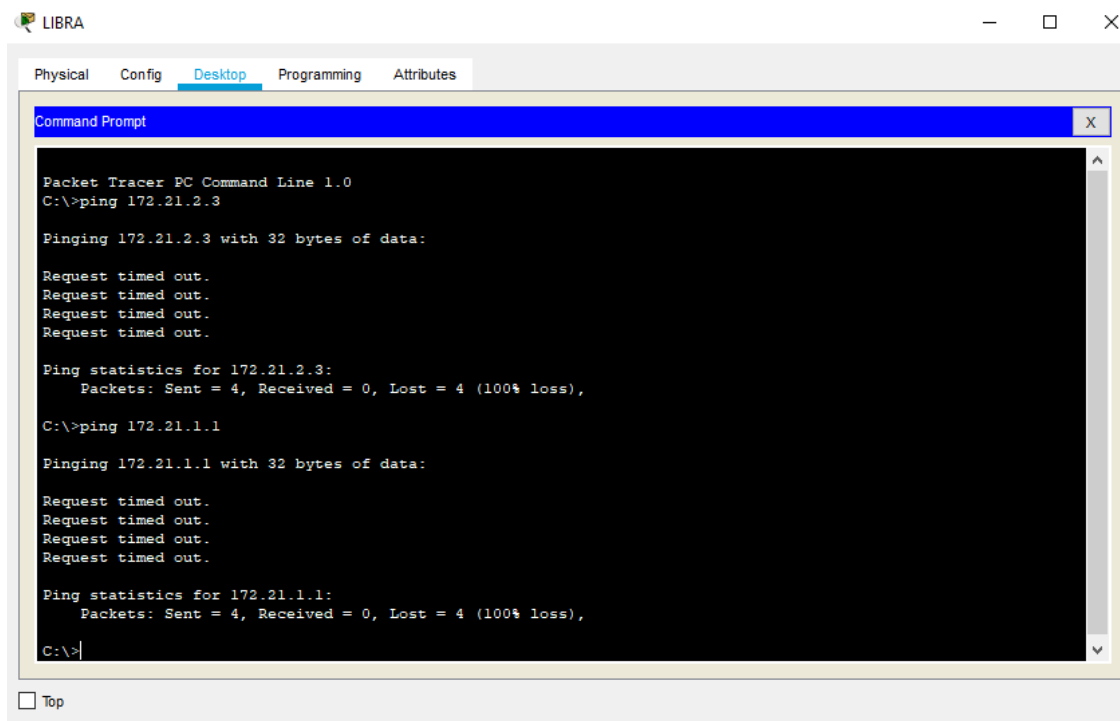 LIBRA
Physical Config Desktop Programming Attributes
Command Prompt
X
Packet Tracer PC Command Line 1.0
C:\>ping 172.21.2.3
Pinging 172.21.2.3 with 32 bytes of data:
Request timed out.
Request timed out.
Request timed out.
Request timed out.
Ping statistics for 172.21.2.3:
Packets: Sent = 4, Received = 0, Lost = 4 (100% loss),
C:\>ping 172.21.1.1
Pinging 172.21.1.1 with 32 bytes of data:
Request timed out.
Request timed out.
Request timed out.
Request timed out.
Ping statistics for 172.21.1.1:
Packets: Sent = 4, Received = 0, Lost = 4 (100% loss),
C:\>
Top